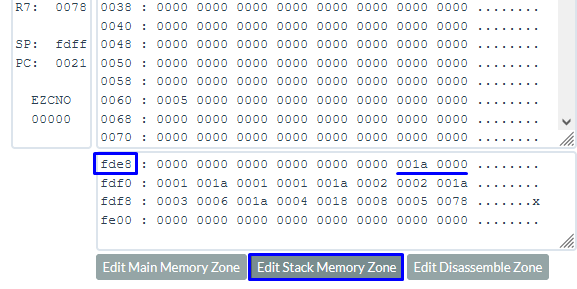 R7: 0078
SP: fdff
PC: 0021
EZCNO
00000
0038 : 0000 0000 0000 0000 0000 0000 0000 0000 ........
0040 : 0000 0000 0000 0000 0000 0000 0000 0000 ........
0048 : 0000 0000 0000 0000 0000 0000 0000 0000 ........
0050 : 0000 0000 0000 0000 0000 0000 0000 0000 ........
0058 : 0000 0000 0000 0000 0000 0000 0000 0000 ........
0060 : 0005 0000 0000 0000 0000 0000 0000 0000 ........
0068 : 0000 0000 0000 0000 0000 0000 0000 0000 ........
0070 : 0000 0000 0000 0000 0000 0000 0000 0000 ........
fde8 : 0000 0000 0000 0000 0000 0000 001a 0000 ........
fdf0 : 0001 001a 0001 0001 001a 0002 0002 001a ........
fdf8 : 0003 0006 001a 0004 0018 0008 0005 0078 .......x
fe00 : 0000 0000 0000 0000 0000 0000 0000 0000 ........
Edit Main Memory Zone
Edit Stack Memory Zone
Edit Disassemble Zone